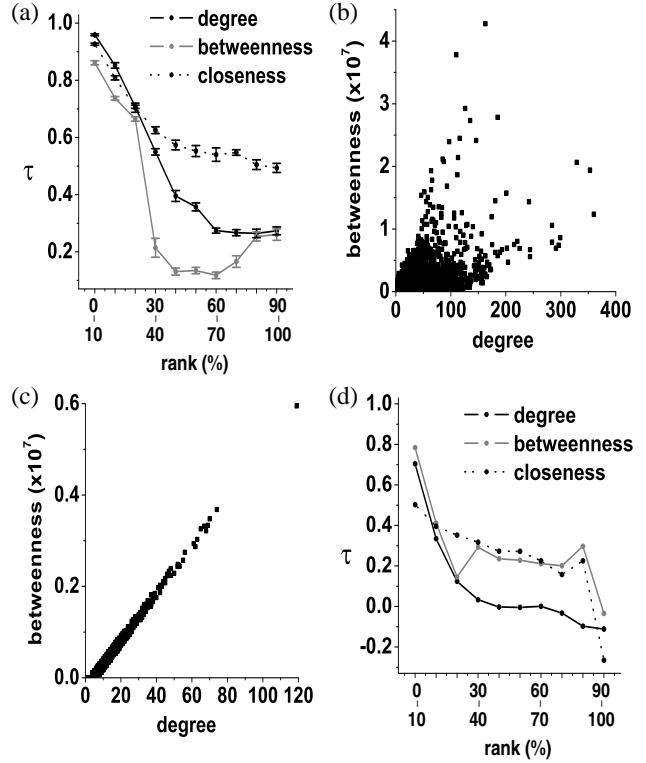 (a)
degree
betweenness
closeness
1.0
0.8
0.6
0.4
0.2
τ
0 30 60 90
10 40 70 100
rank (%)
(b)
betweenness (x10⁷)
4
3
2
1
0
0 100 200 300 400
degree
(c)
betweenness (x10⁷)
0.6
0.4
0.2
0.0
0 20 40 60 80 100 120
degree
(d)
degree
betweenness
closeness
1.0
0.8
0.6
0.4
0.2
0.0
-0.2
τ
0 30 60 90
10 40 70 100
rank (%)